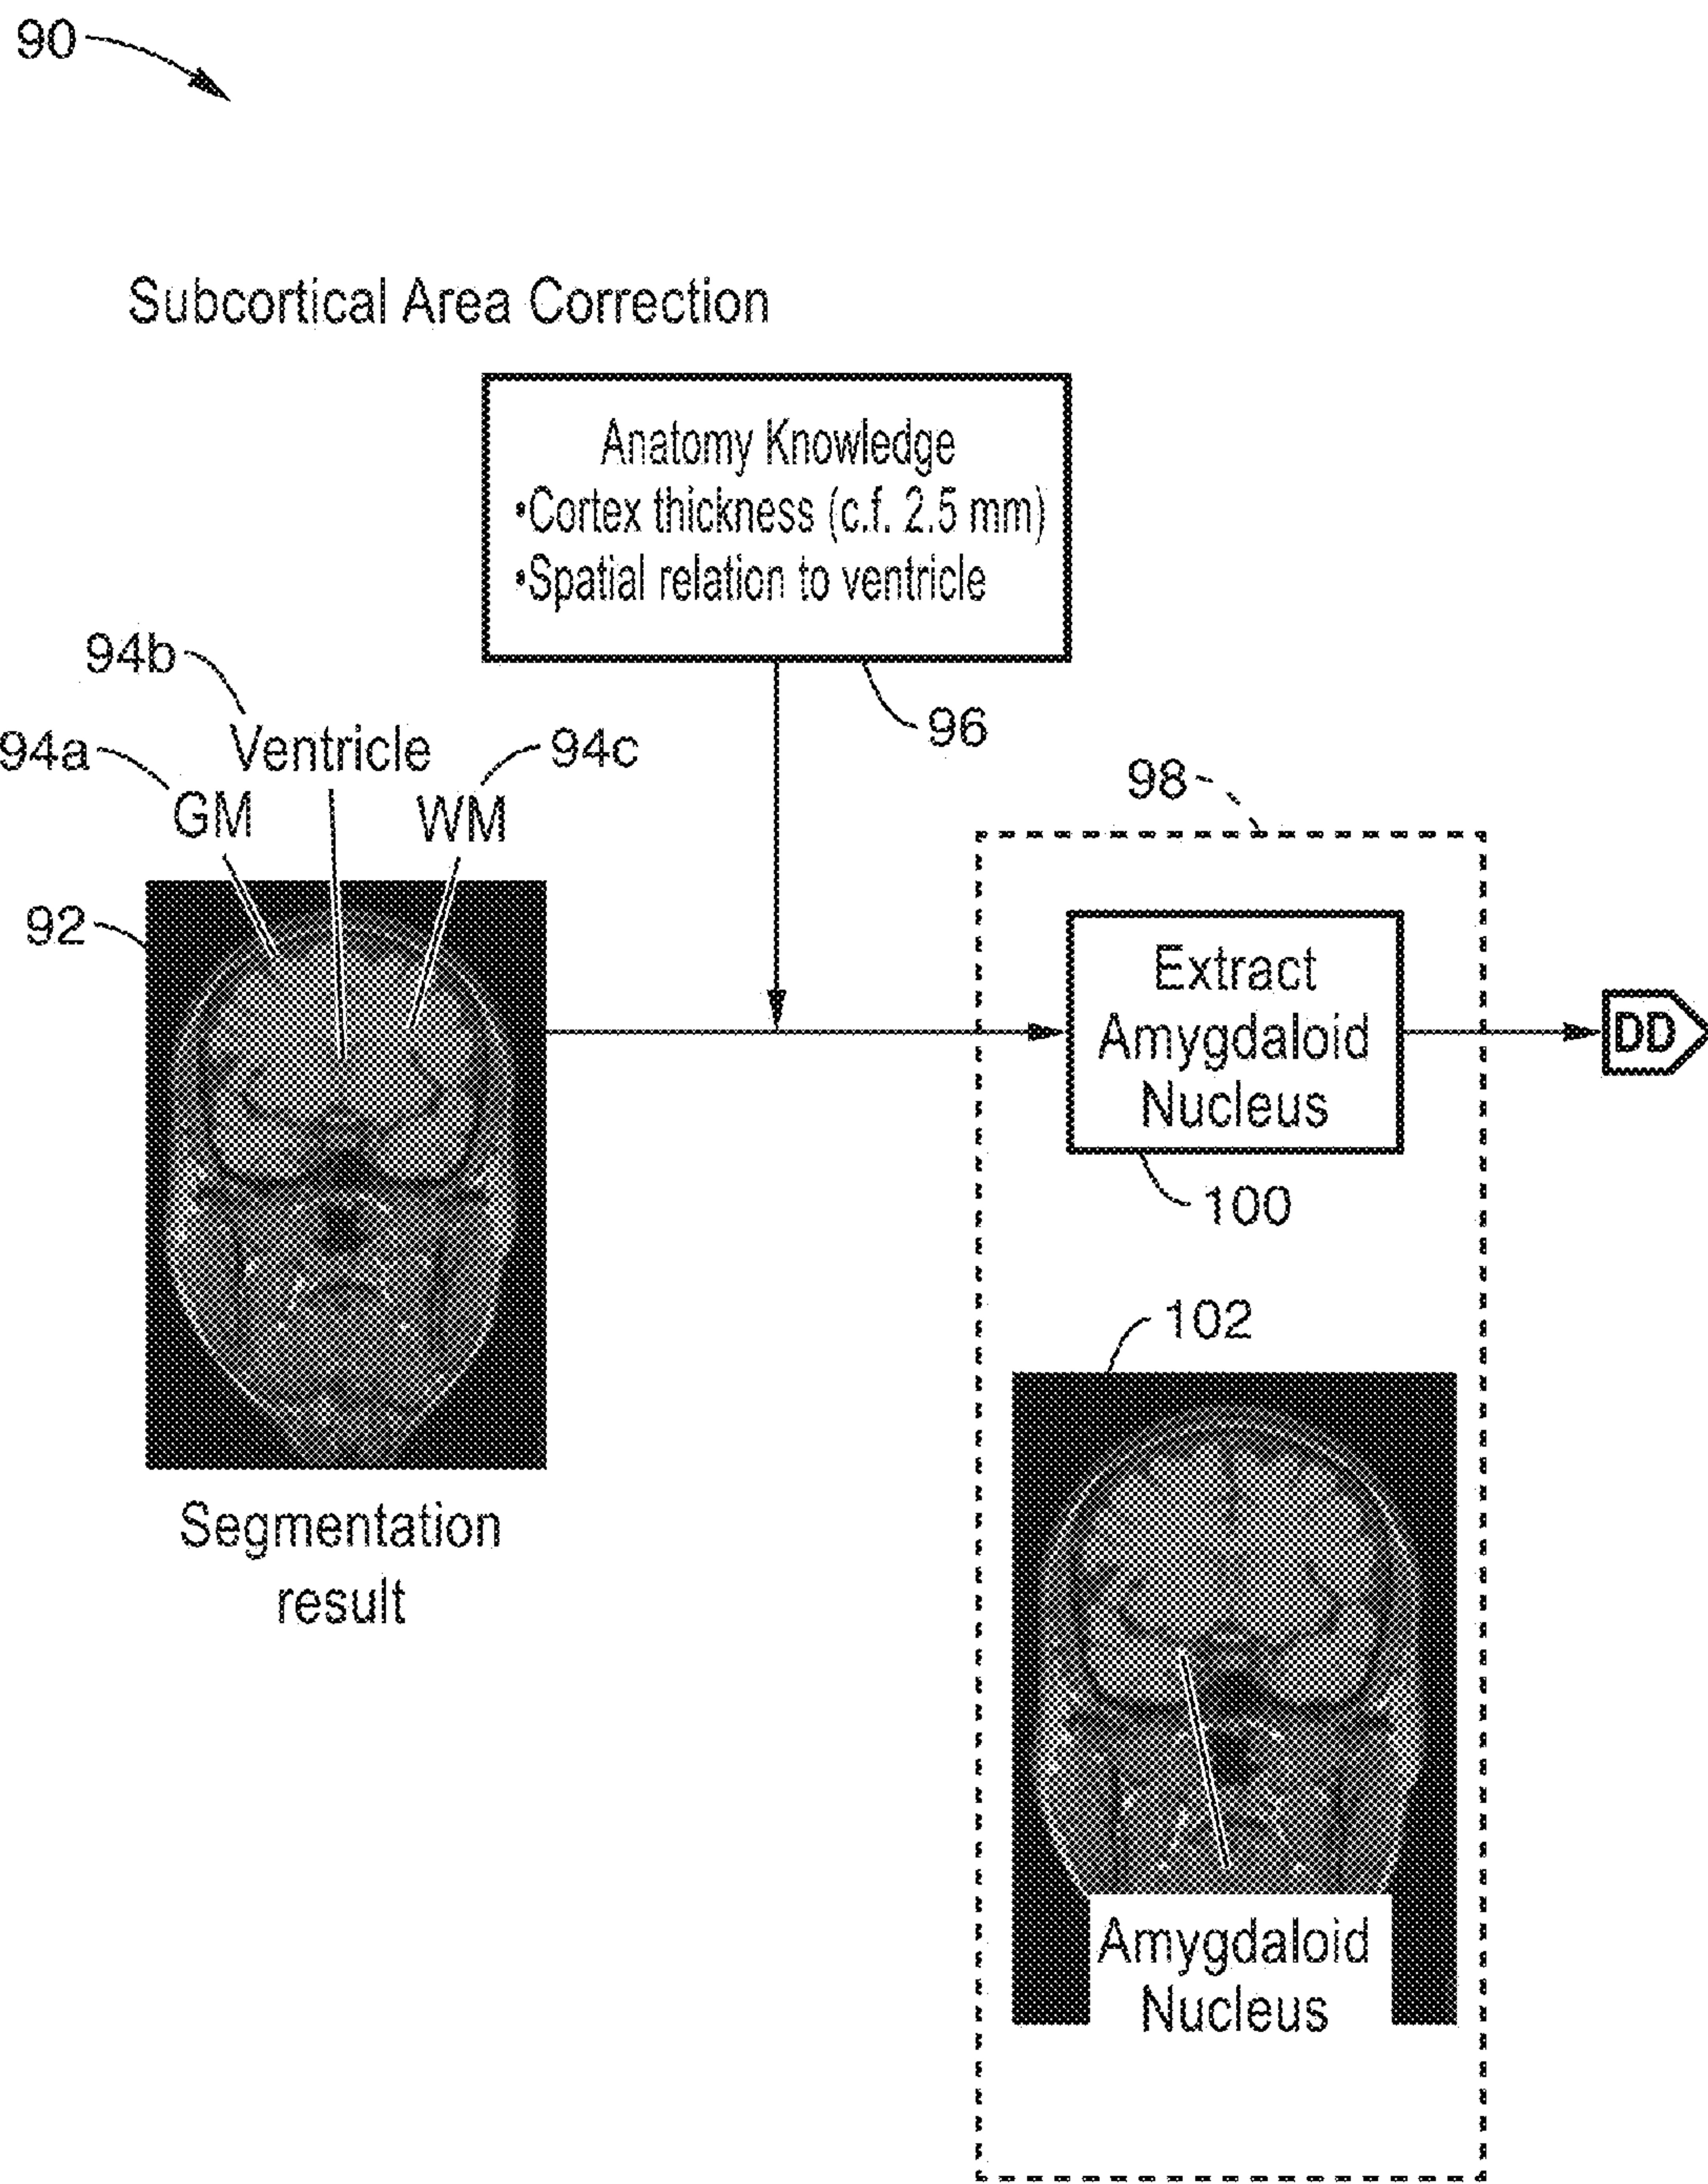 90
Subcortical Area Correction
Anatomy Knowledge
•Cortex thickness (c.f. 2.5 mm)
•Spatial relation to ventricle
96
94b
94a
Ventricle
94c
GM
WM
92
Segmentation
result
98
Extract
Amygdaloid
Nucleus
100
DD
102
Amygdaloid
Nucleus